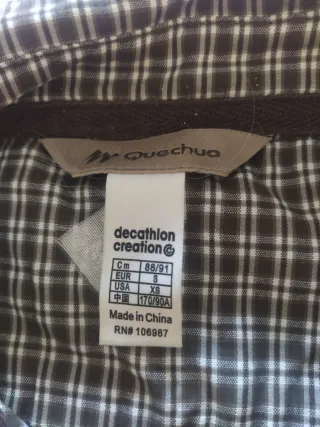 Quechua
decathlon
creation
Cm 88/91
EUR S
USA XS
中国 170/90A
Made in China
RN# 106987